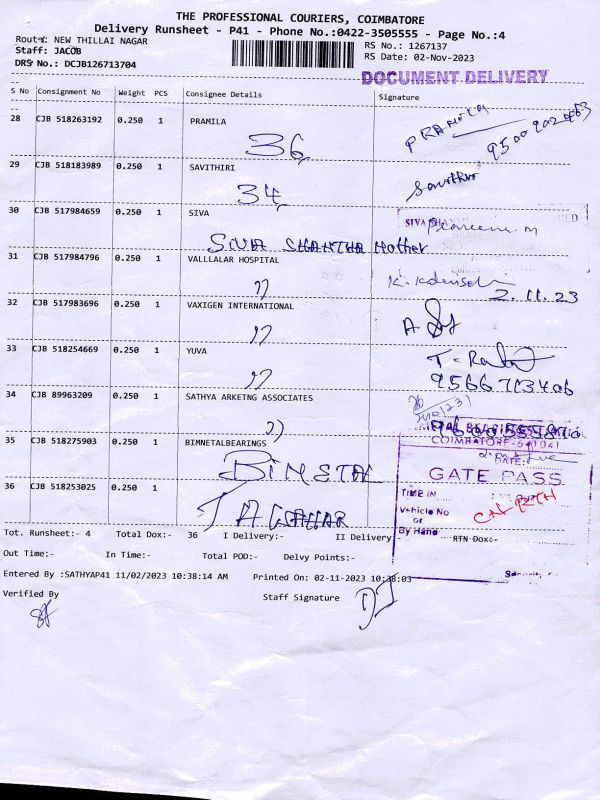 THE PROFESSIONAL COURIERS, COIMBATORE
Delivery Runsheet - P41 - Phone No.:0422-3505555 - Page No.:4
Route: NEW THILLAI NAGAR
RS No.: 1267137
Staff: JACOB
RS Date: 02-Nov-2023
DRS No.: DCJB126713704
DOCUMENT DELIVERY
S No Consignment No Weight PCS Consignee Details Signature
28 CJB 518263192 0.250 1 PRAMILA
PRAMILA
36
29 CJB 518183989 0.250 1 SAVITHIRI
34
30 CJB 517984659 0.250 1 SIVA
SIVA SHANTHA Mother
31 CJB 517984796 0.250 1 VALLLALAR HOSPITAL
2.11.23
32 CJB 517983696 0.250 1 VAXIGEN INTERNATIONAL
33 CJB 518254669 0.250 1 YUVA
9566713406
34 CJB 89963209 0.250 1 SATHYA ARKETNG ASSOCIATES
35 CJB 518275903 0.250 1 BIMNETALBEARINGS
COIMBATORE-641041
DATE:
BIMETAL
GATE PASS
36 CJB 518253025 0.250 1
TIME IN
Vehicle No
or
By Hand
Tot. Runsheet:- 4 Total Dox:- 36 I Delivery:- II Delivery RTN Dox:-
Out Time:- In Time:- Total POD:- Delvy Points:-
Entered By :SATHYAP41 11/02/2023 10:38:14 AM Printed On: 02-11-2023 10:38:03
Verified By
Staff Signature